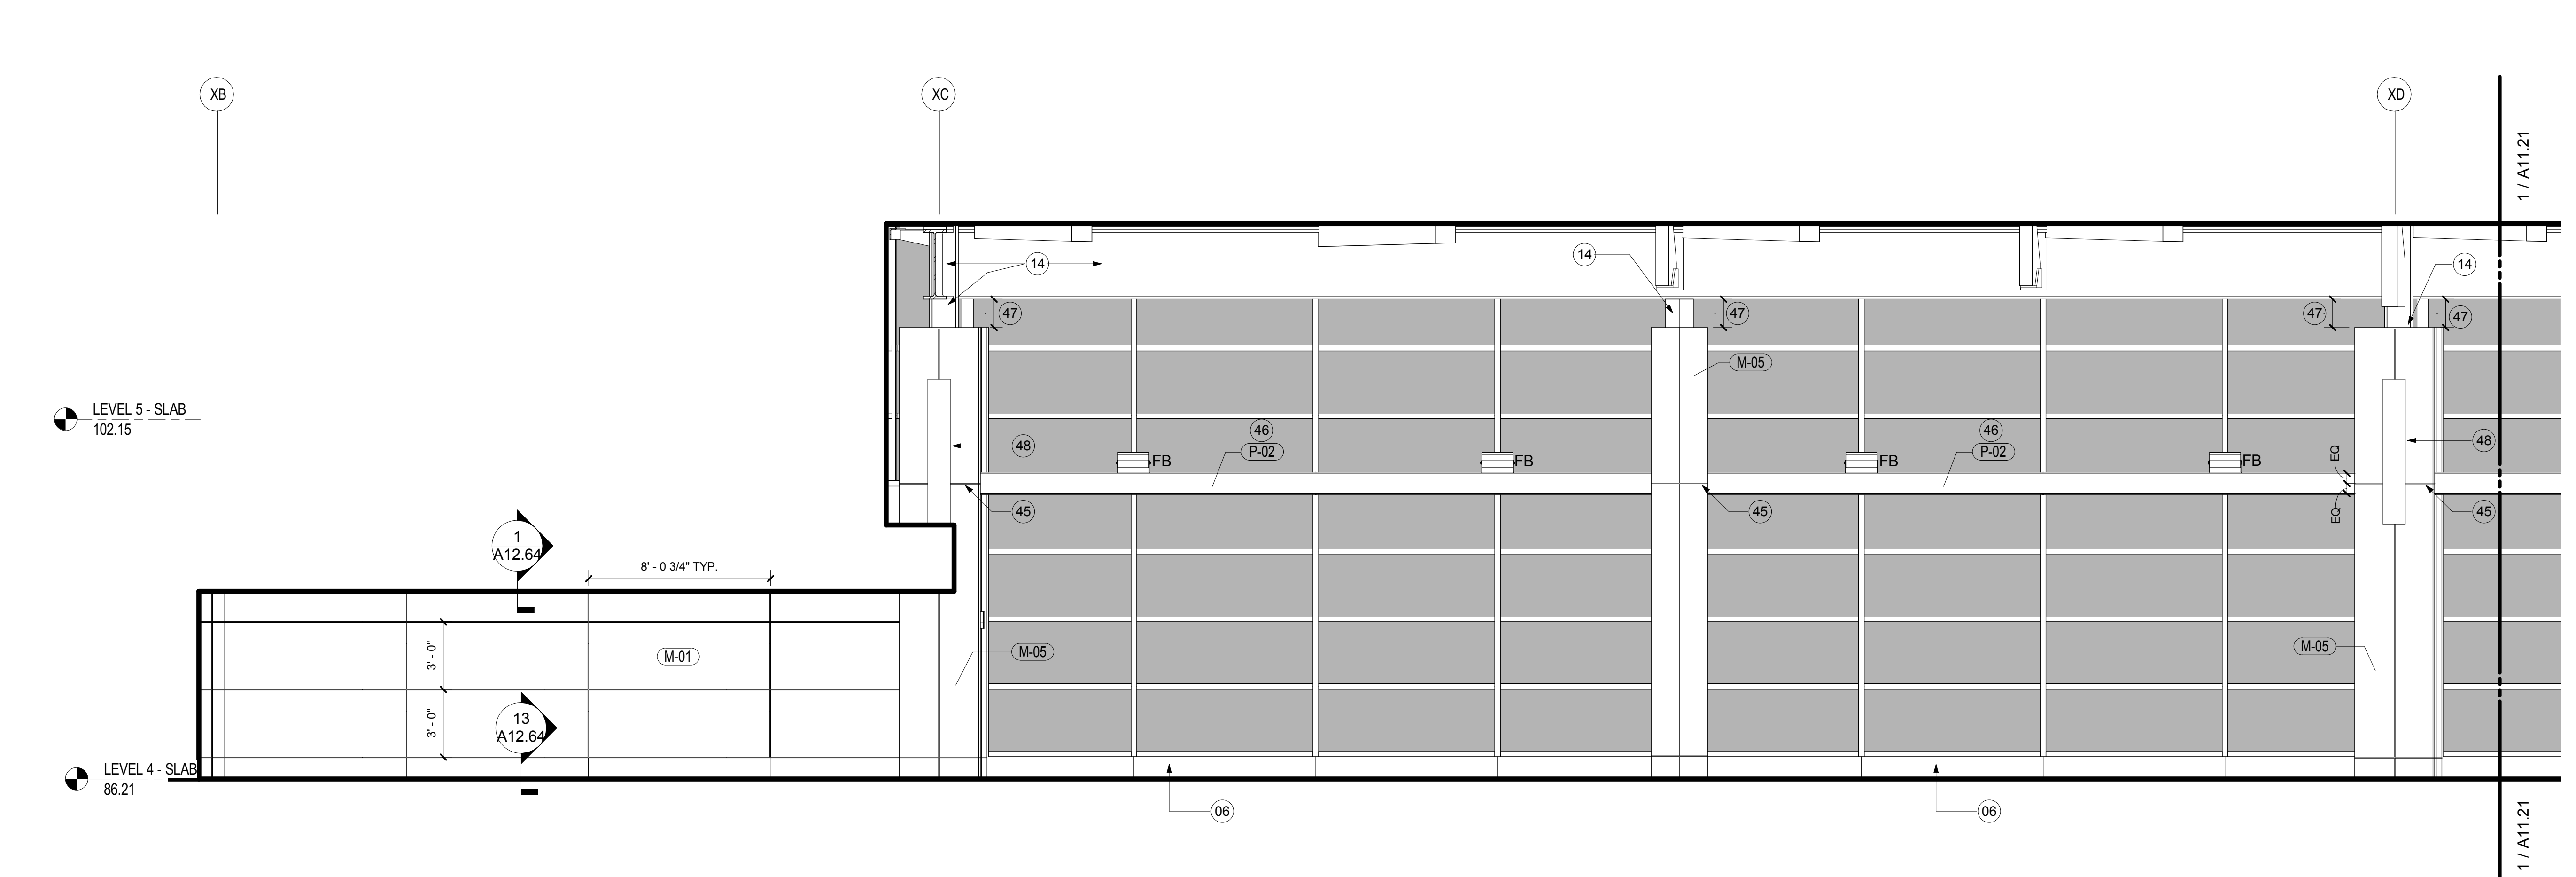 XB
XC
XD
1 / A11.21
14
14
14
47
47
47
47
M-05
LEVEL 5 - SLAB
102.15
46
P-02
46
P-02
48
48
FB
FB
FB
FB
EQ
EQ
45
45
45
1
A12.64
8' - 0 3/4" TYP.
3' - 0"
M-01
M-05
M-05
3' - 0"
13
A12.64
LEVEL 4 - SLAB
86.21
06
06
1 / A11.21